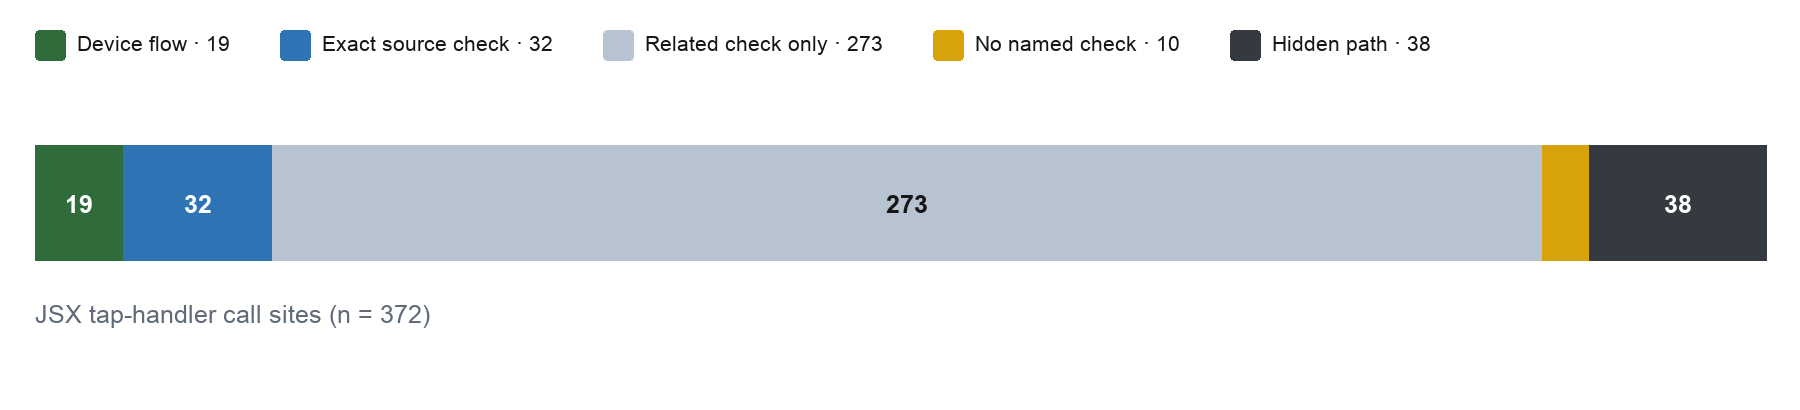 Device flow · 19 Exact source check · 32 Related check only · 273 No named check · 10 Hidden path · 38
19 32 273 38
JSX tap-handler call sites (n = 372)